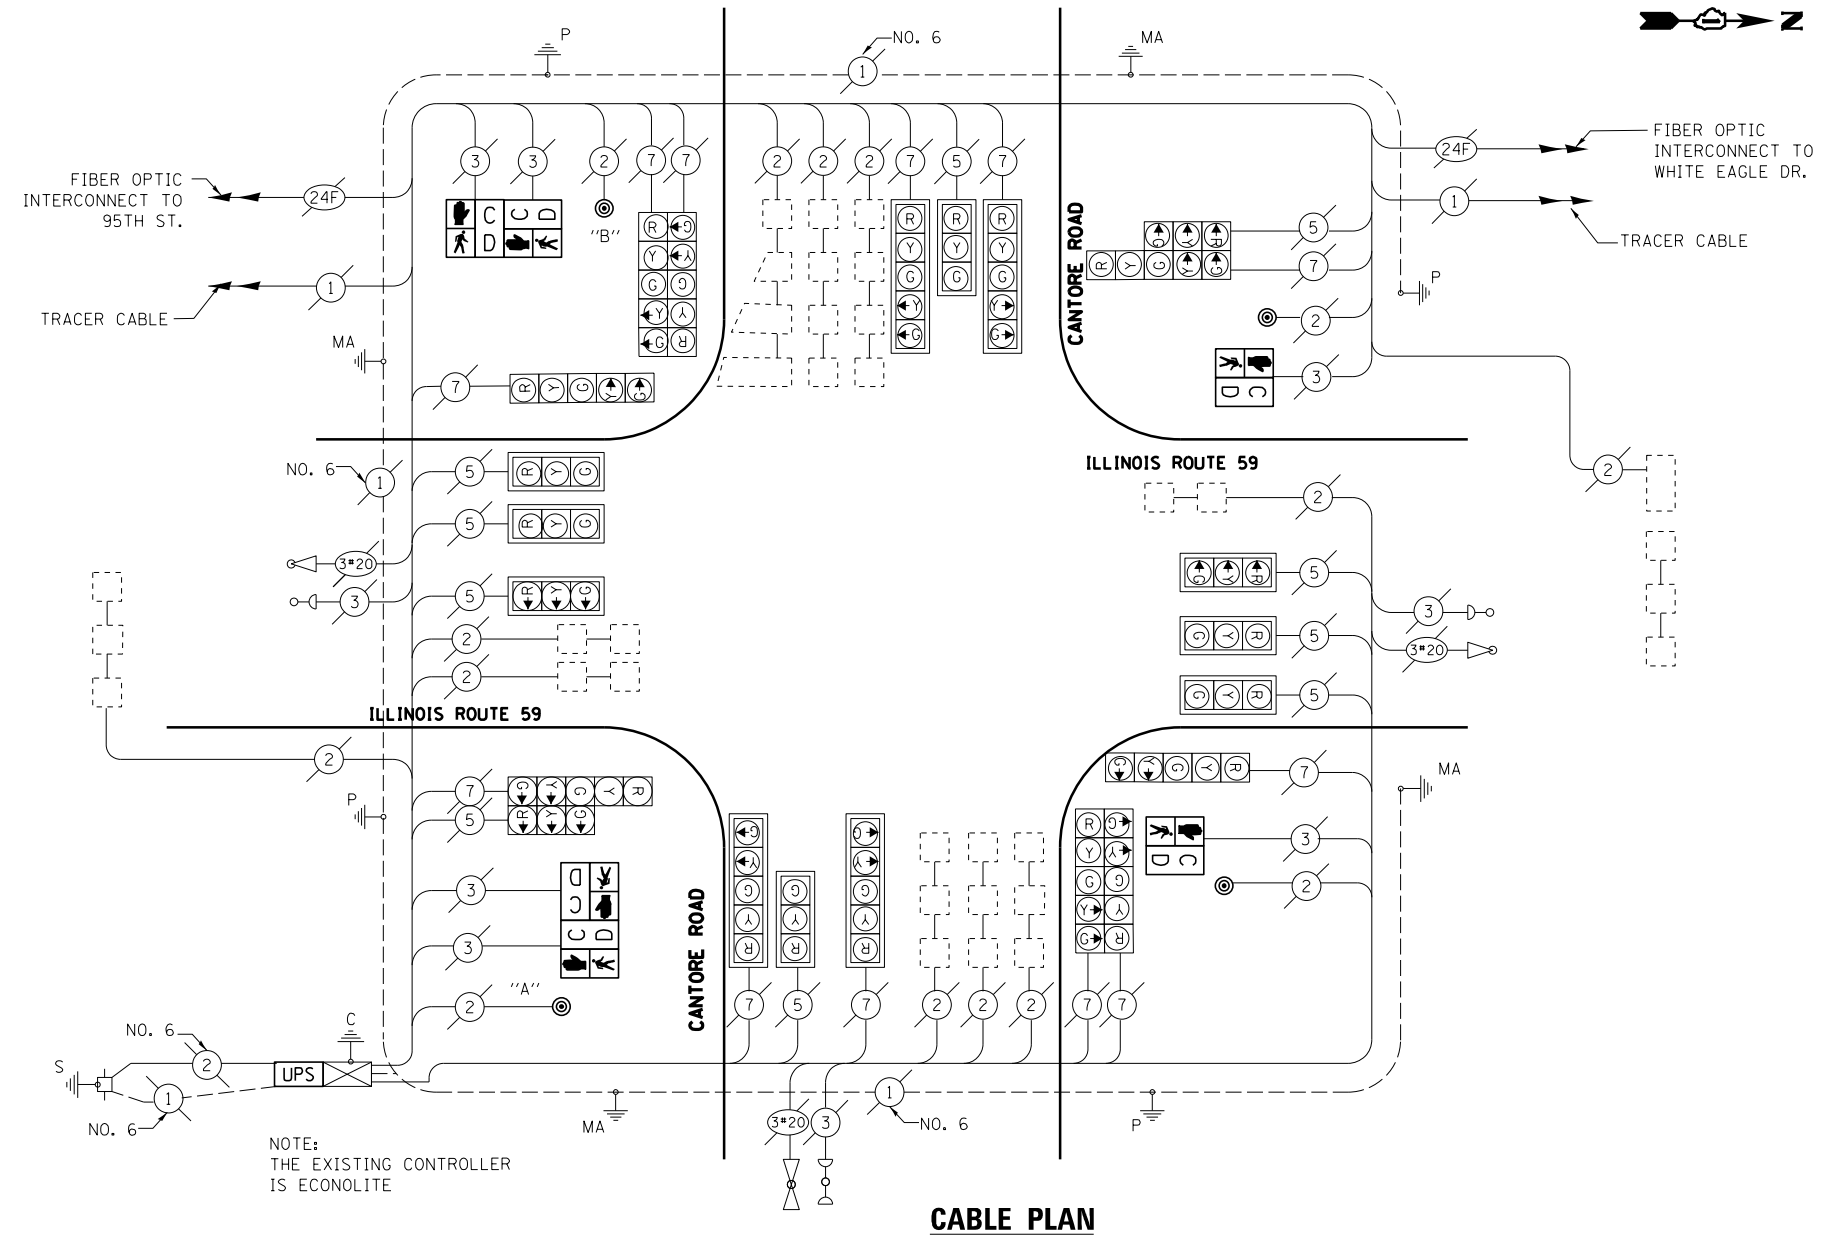 N
P
NO. 6
1
MA
FIBER OPTIC
INTERCONNECT TO
95TH ST.
24F
TRACER CABLE
1
3 3 2 7 7 2 2 2 7 5 7
C C D
D
"B"
R G
Y Y
G G
Y Y
G R
R R R
Y Y Y
G G G
Y Y
G G
24F
FIBER OPTIC
INTERCONNECT TO
WHITE EAGLE DR.
1
TRACER CABLE
CANTORE ROAD
G Y R 5
R Y G Y G 7
P
2
3
D C
MA
7 R Y G Y G
NO. 6
1
5 R Y G
5 R Y G
3#20
3
5 R Y G
2
2
ILLINOIS ROUTE 59
ILLINOIS ROUTE 59
2
2
G Y R 5
G Y R 5
G Y R 5
3
3#20
2
P
7 G Y G Y R
5 R Y G
3 D
C
3 C D
2 "A"
CANTORE ROAD
G G
Y Y
G G G
Y Y Y
R R R
7 5 7 2 2 2 7 7
G Y G Y R 7
MA
R G
Y Y
G G
Y Y
G R
3
D C
2
NO. 6
2
C
S
UPS
1
NO. 6
MA
3#20 3
1
NO. 6
P
NOTE:
THE EXISTING CONTROLLER
IS ECONOLITE
CABLE PLAN